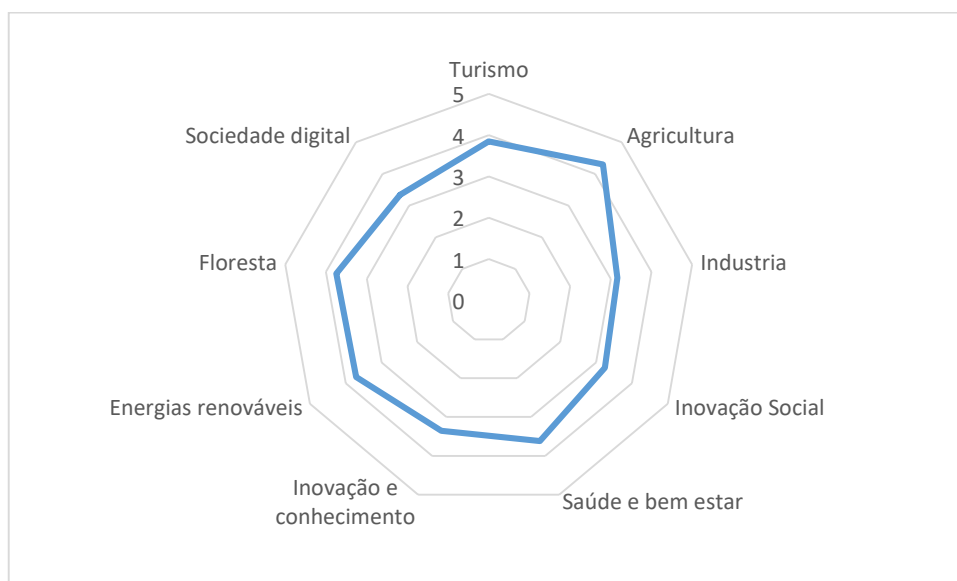 Turismo
5
Sociedade digital
4
Agricultura
3
2
Floresta
1
Industria
0
Energias renováveis
Inovação Social
Inovação e
conhecimento
Saúde e bem estar